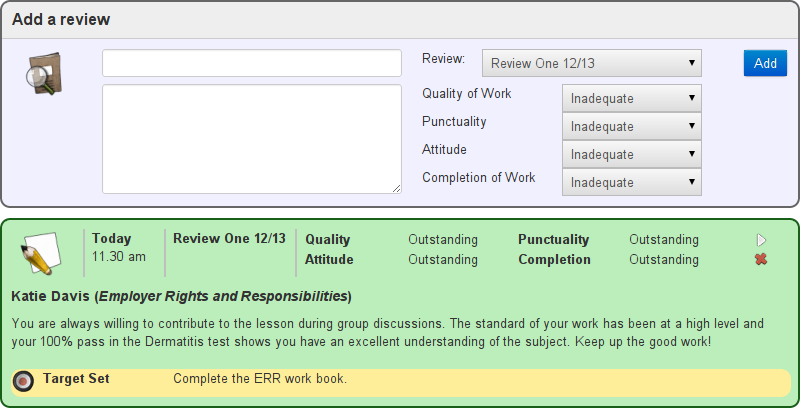 Add a review
Review: Review One 12/13 Add
Quality of Work Inadequate
Punctuality Inadequate
Attitude Inadequate
Completion of Work Inadequate
Today Review One 12/13 Quality Outstanding Punctuality Outstanding
11.30 am Attitude Outstanding Completion Outstanding
Katie Davis (Employer Rights and Responsibilities)
You are always willing to contribute to the lesson during group discussions. The standard of your work has been at a high level and
your 100% pass in the Dermatitis test shows you have an excellent understanding of the subject. Keep up the good work!
Target Set Complete the ERR work book.